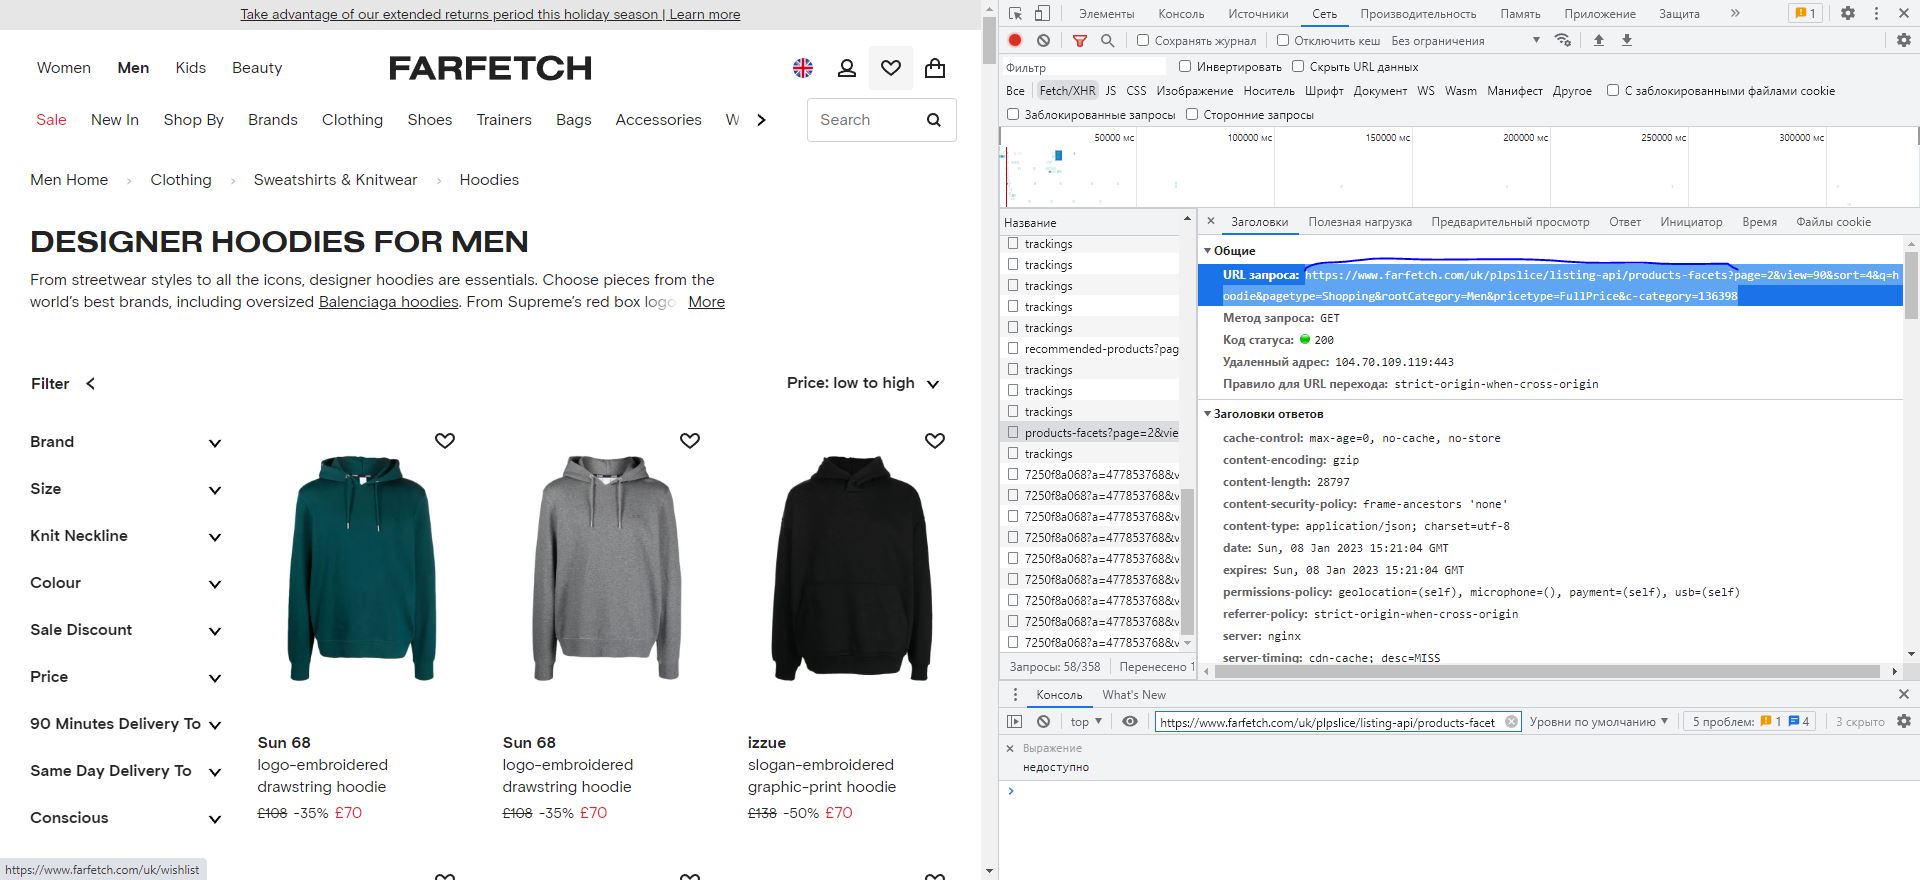 Take advantage of our extended returns period this holiday season | Learn more
Women Men Kids Beauty
FARFETCH
Sale New In Shop By Brands Clothing Shoes Trainers Bags Accessories W
Search
Men Home › Clothing › Sweatshirts & Knitwear › Hoodies
DESIGNER HOODIES FOR MEN
From streetwear styles to all the icons, designer hoodies are essentials. Choose pieces from the
world's best brands, including oversized Balenciaga hoodies. From Supreme's red box logo More
Filter
Price: low to high
Brand
Size
Knit Neckline
Colour
Sale Discount
Price
90 Minutes Delivery To
Same Day Delivery To
Conscious
Sun 68
logo-embroidered
drawstring hoodie
£108 -35% £70
Sun 68
logo-embroidered
drawstring hoodie
£108 -35% £70
izzue
slogan-embroidered
graphic-print hoodie
£138 -50% £70
https://www.farfetch.com/uk/wishlist
Элементы Консоль Источники Сеть Производительность Память Приложение Защита » 1
Сохранять журнал Отключить кеш Без ограничения
Фильтр Инвертировать Скрыть URL данных
Все Fetch/XHR JS CSS Изображение Носитель Шрифт Документ WS Wasm Манифест Другое С заблокированными файлами cookie
Заблокированные запросы Сторонние запросы
50000 мс 100000 мс 150000 мс 200000 мс 250000 мс 300000 мс
Название
trackings
trackings
trackings
trackings
trackings
recommended-products?pag
trackings
trackings
trackings
products-facets?page=2&vie
trackings
7250f8a068?a=477853768&v
7250f8a068?a=477853768&v
7250f8a068?a=477853768&v
7250f8a068?a=477853768&v
7250f8a068?a=477853768&v
7250f8a068?a=477853768&v
7250f8a068?a=477853768&v
7250f8a068?a=477853768&v
7250f8a068?a=477853768&v
Запросы: 58/358 Перенесено 1
Заголовки Полезная нагрузка Предварительный просмотр Ответ Инициатор Время Файлы cookie
Общие
URL запроса: https://www.farfetch.com/uk/plpslice/listing-api/products-facets?page=2&view=90&sort=4&q=h
oodie&pagetype=Shopping&rootCategory=Men&pricetype=FullPrice&c-category=136398
Метод запроса: GET
Код статуса: 200
Удаленный адрес: 104.70.109.119:443
Правило для URL перехода: strict-origin-when-cross-origin
Заголовки ответов
cache-control: max-age=0, no-cache, no-store
content-encoding: gzip
content-length: 28797
content-security-policy: frame-ancestors 'none'
content-type: application/json; charset=utf-8
date: Sun, 08 Jan 2023 15:21:04 GMT
expires: Sun, 08 Jan 2023 15:21:04 GMT
permissions-policy: geolocation=(self), microphone=(), payment=(self), usb=(self)
referrer-policy: strict-origin-when-cross-origin
server: nginx
server-timing: cdn-cache; desc=MISS
Консоль What's New
top https://www.farfetch.com/uk/plpslice/listing-api/products-facet Уровни по умолчанию 5 проблем: 1 4 3 скрыто
Выражение
недоступно